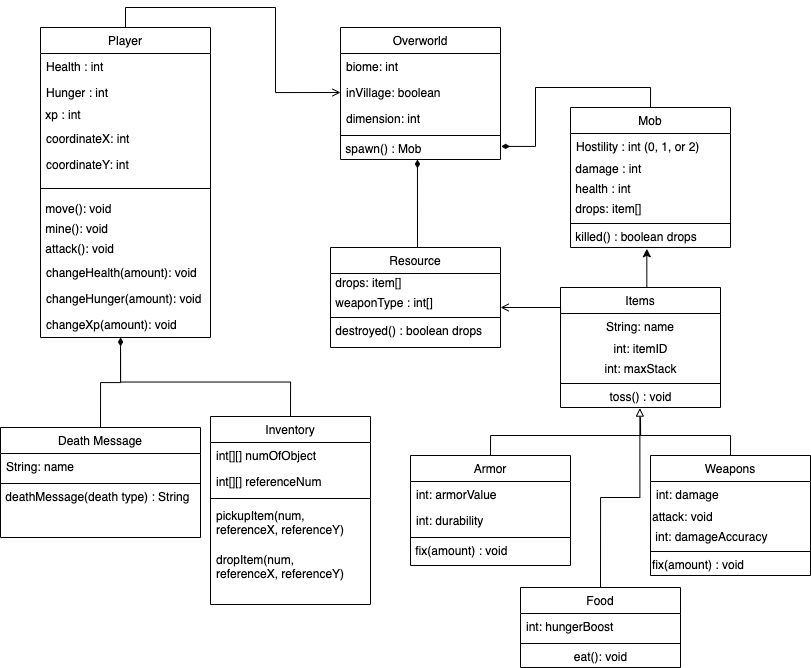 Player
Health : int
Hunger : int
xp : int
coordinateX: int
coordinateY: int
move(): void
mine(): void
attack(): void
changeHealth(amount): void
changeHunger(amount): void
changeXp(amount): void
Overworld
biome: int
inVillage: boolean
dimension: int
spawn() : Mob
Mob
Hostility : int (0, 1, or 2)
damage : int
health : int
drops: item[]
killed() : boolean drops
Resource
drops: item[]
weaponType : int[]
destroyed() : boolean drops
Items
String: name
int: itemID
int: maxStack
toss() : void
Death Message
String: name
deathMessage(death type) : String
Inventory
int[][] numOfObject
int[][] referenceNum
pickupItem(num,
referenceX, referenceY)
dropItem(num,
referenceX, referenceY)
Armor
int: armorValue
int: durability
fix(amount) : void
Weapons
int: damage
attack: void
int: damageAccuracy
fix(amount) : void
Food
int: hungerBoost
eat(): void